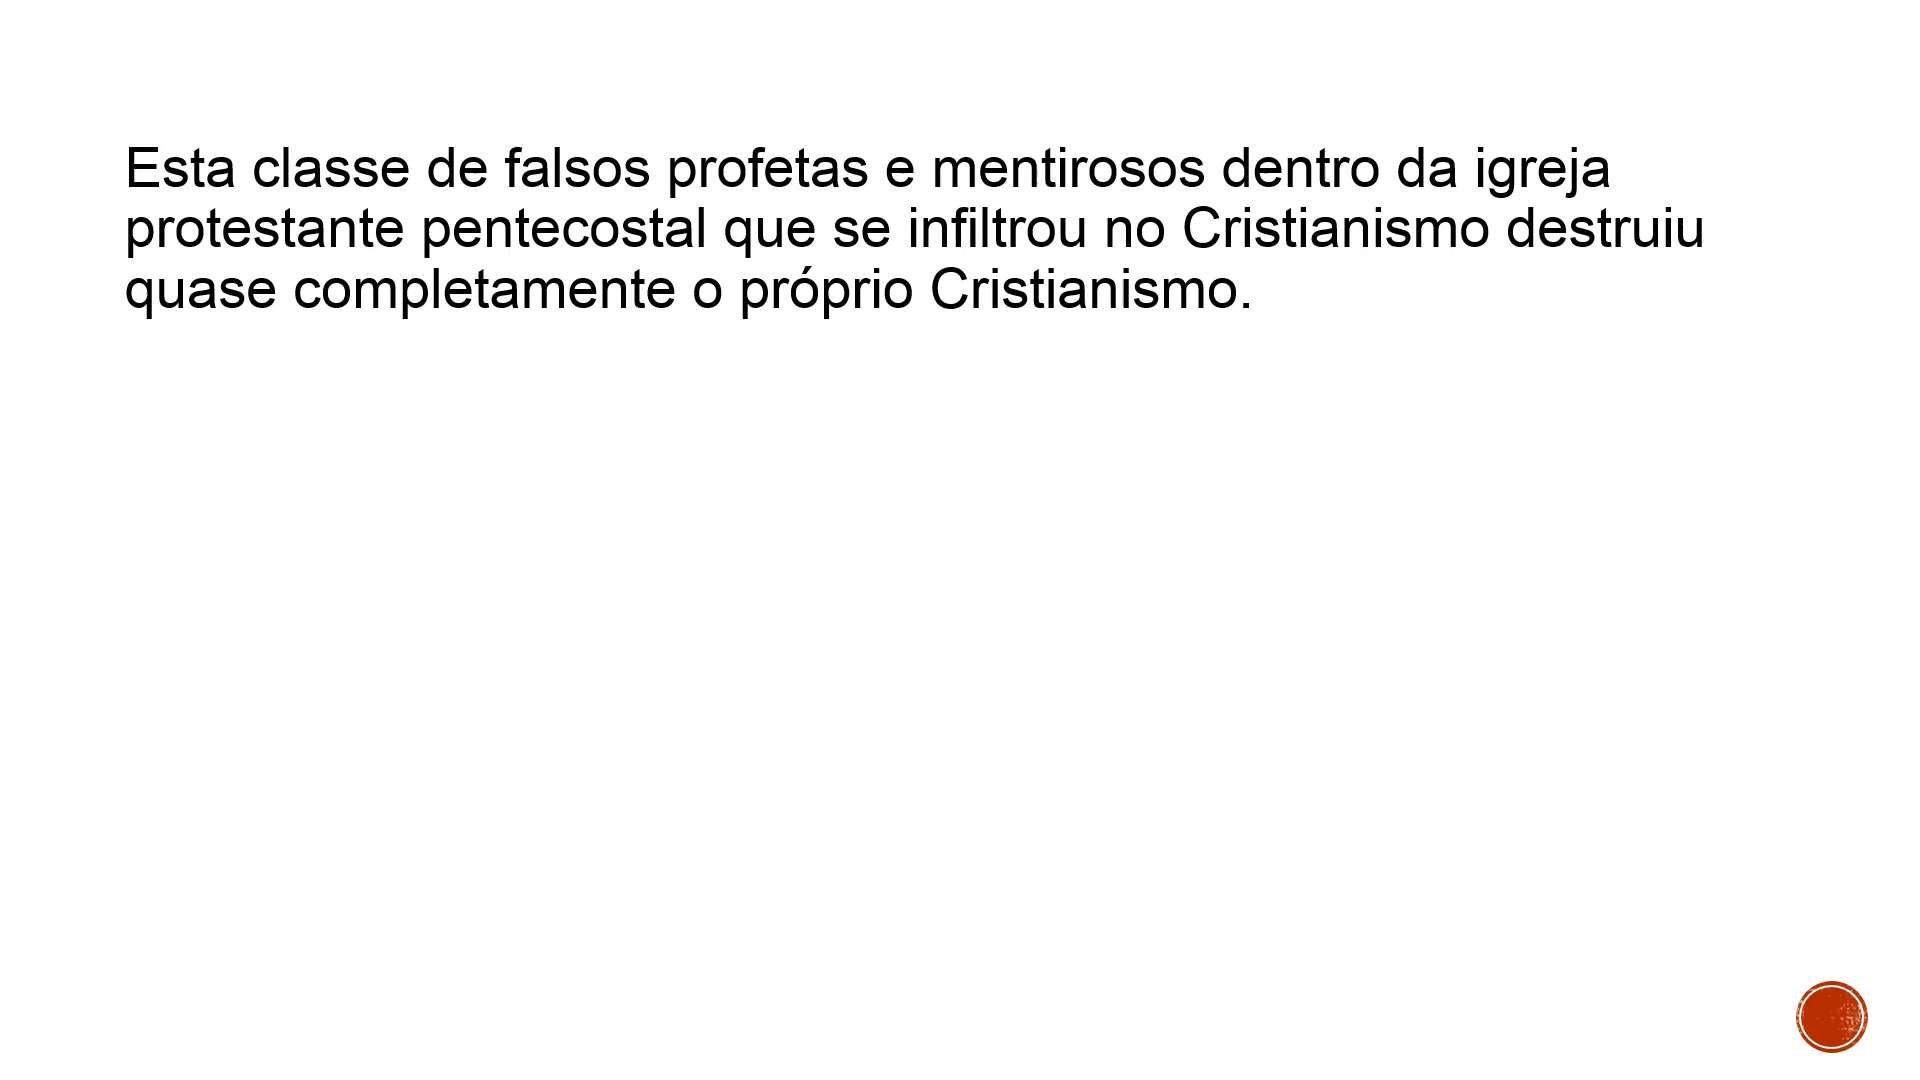 Esta classe de falsos profetas e mentirosos dentro da igreja
protestante pentecostal que se infiltrou no Cristianismo destruiu
quase completamente o próprio Cristianismo.